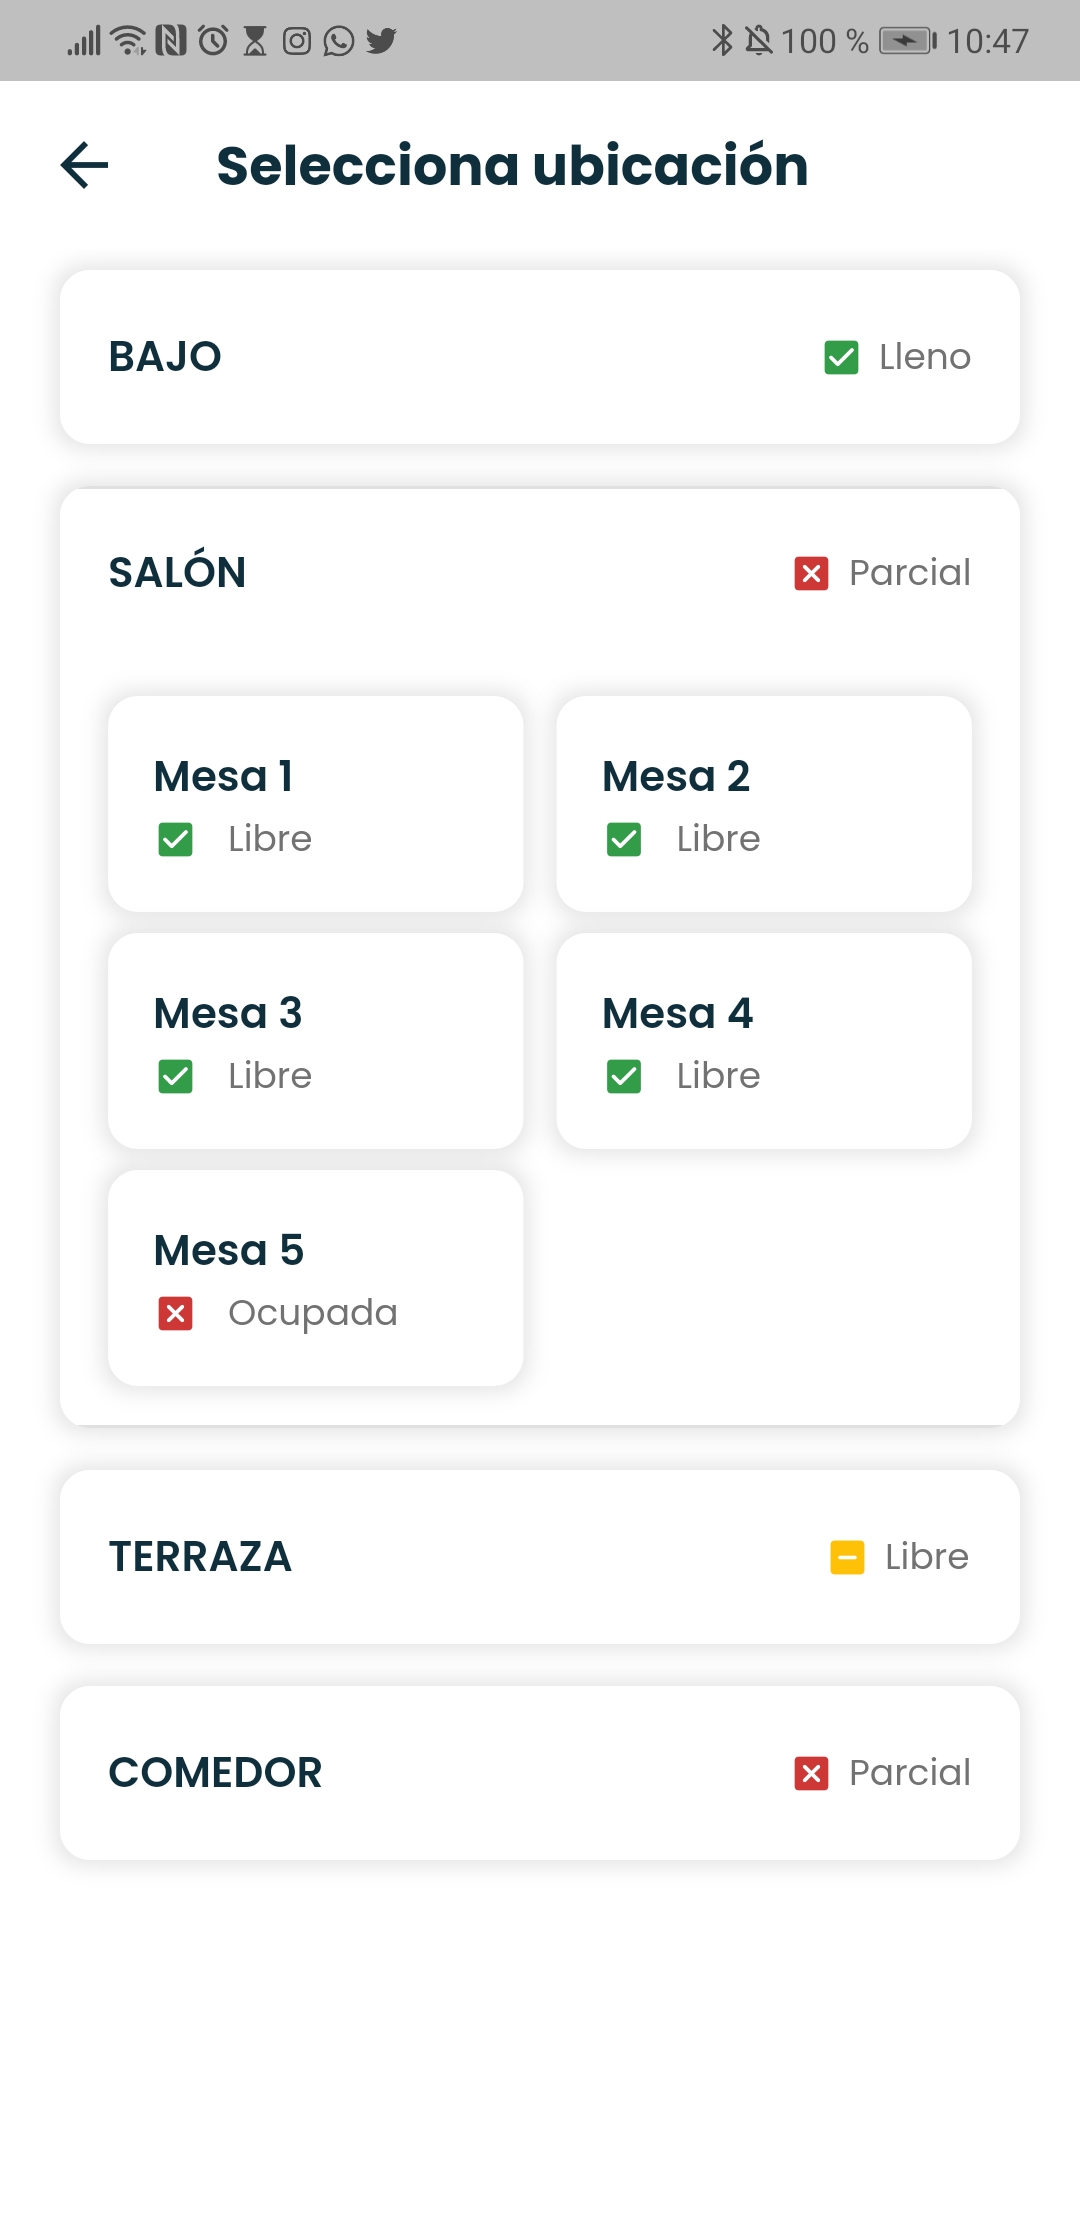 100 % 10:47
Selecciona ubicación
BAJO Lleno
SALÓN Parcial
Mesa 1 Mesa 2
Libre Libre
Mesa 3 Mesa 4
Libre Libre
Mesa 5
Ocupada
TERRAZA Libre
COMEDOR Parcial